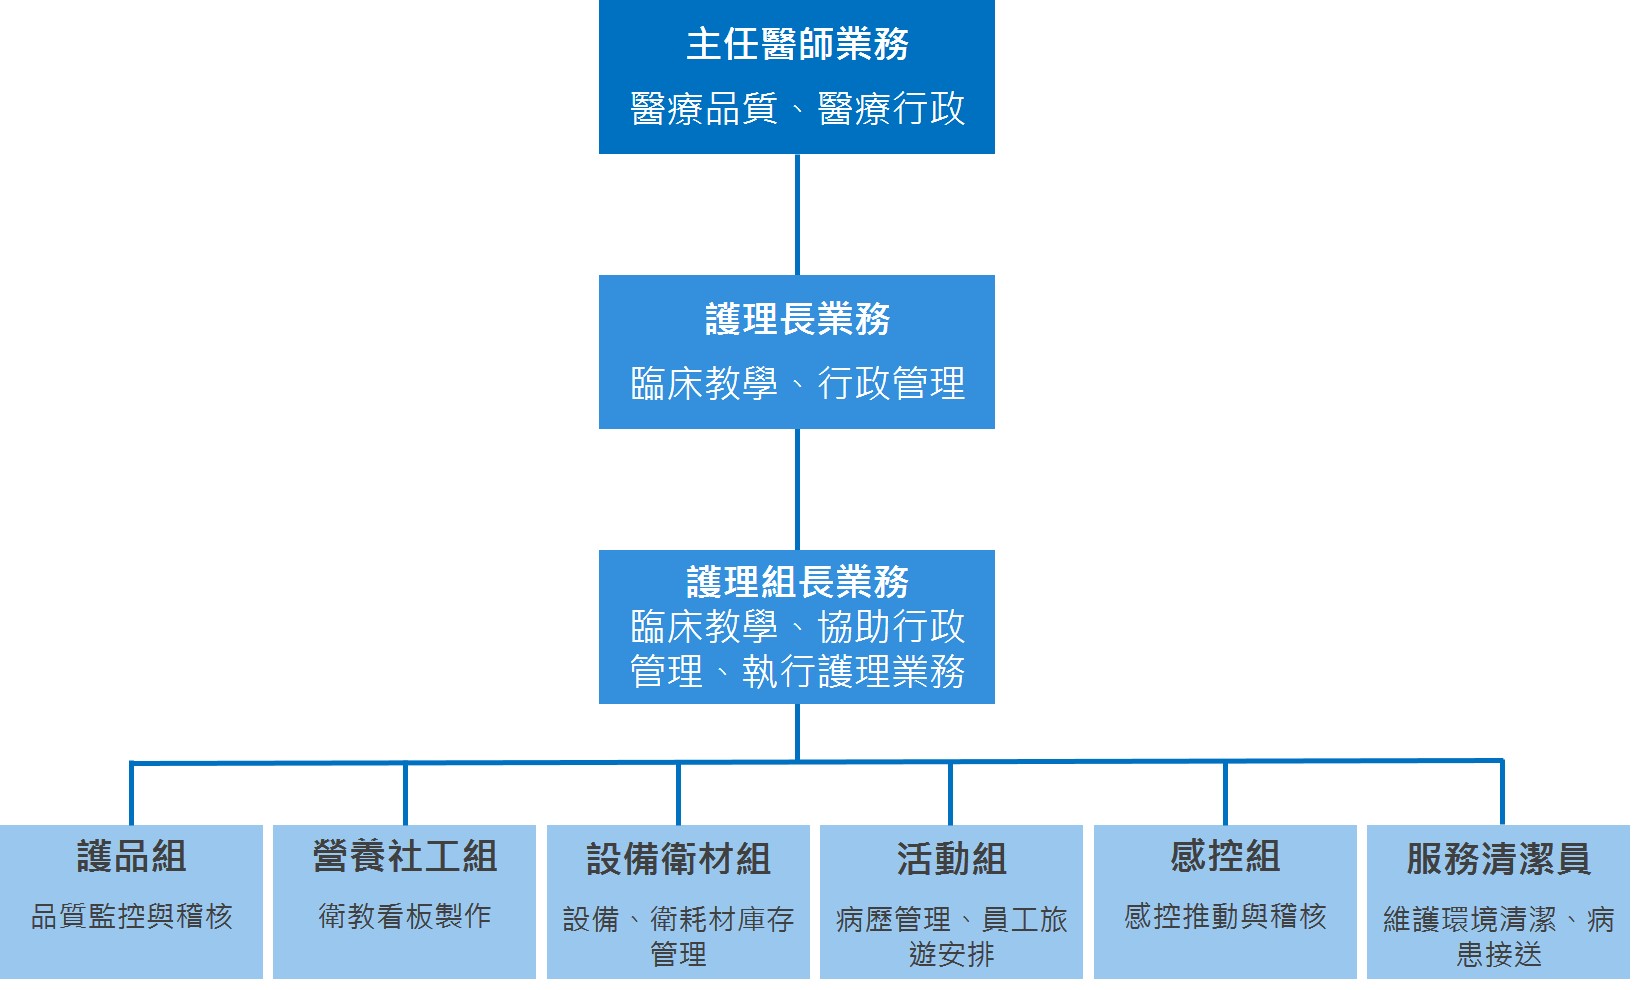 主任醫師業務
醫療品質、醫療行政
護理長業務
臨床教學、行政管理
護理組長業務
臨床教學、協助行政
管理、執行護理業務
護品組
品質監控與稽核
營養社工組
衛教看板製作
設備衛材組
設備、衛耗材庫存
管理
活動組
病歷管理、員工旅
遊安排
感控組
感控推動與稽核
服務清潔員
維護環境清潔、病
患接送